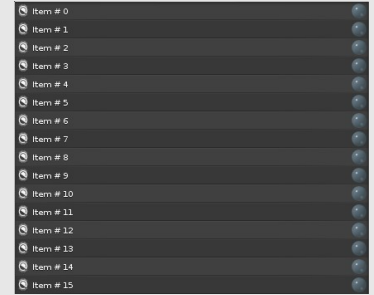 Item # 0
Item # 1
Item # 2
Item # 3
Item # 4
Item # 5
Item # 6
Item # 7
Item # 8
Item # 9
Item # 10
Item # 11
Item # 12
Item # 13
Item # 14
Item # 15